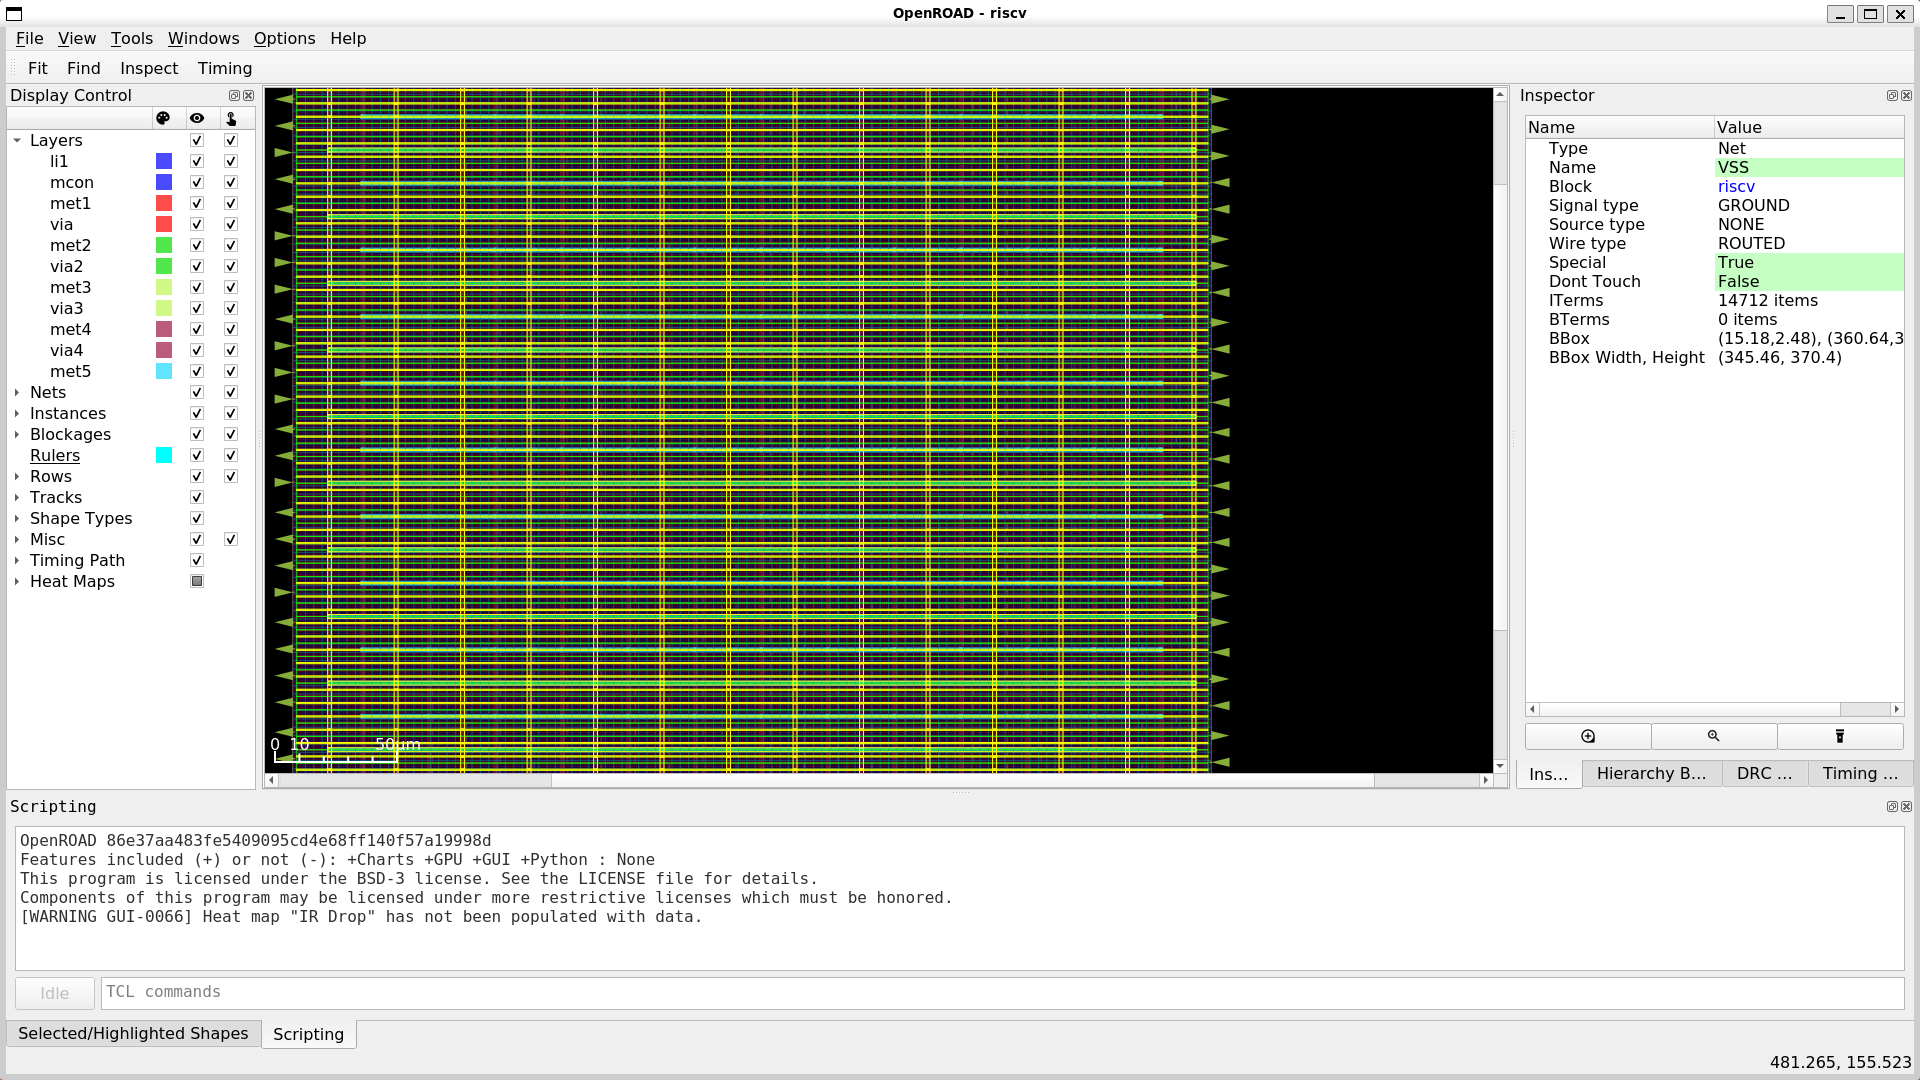 OpenROAD - riscv
File View Tools Windows Options Help
Fit Find Inspect Timing
Display Control
Layers
li1
mcon
met1
via
met2
via2
met3
via3
met4
via4
met5
Nets
Instances
Blockages
Rulers
Rows
Tracks
Shape Types
Misc
Timing Path
Heat Maps
0 10 50μm
Inspector
Name Value
Type Net
Name VSS
Block riscv
Signal type GROUND
Source type NONE
Wire type ROUTED
Special True
Dont Touch False
ITerms 14712 items
BTerms 0 items
BBox (15.18,2.48), (360.64,3
BBox Width, Height (345.46, 370.4)
Ins... Hierarchy B... DRC ... Timing ...
Scripting
OpenROAD 86e37aa483fe5409095cd4e68ff140f57a19998d
Features included (+) or not (-): +Charts +GPU +GUI +Python : None
This program is licensed under the BSD-3 license. See the LICENSE file for details.
Components of this program may be licensed under more restrictive licenses which must be honored.
[WARNING GUI-0066] Heat map "IR Drop" has not been populated with data.
Idle TCL commands
Selected/Highlighted Shapes Scripting
481.265, 155.523